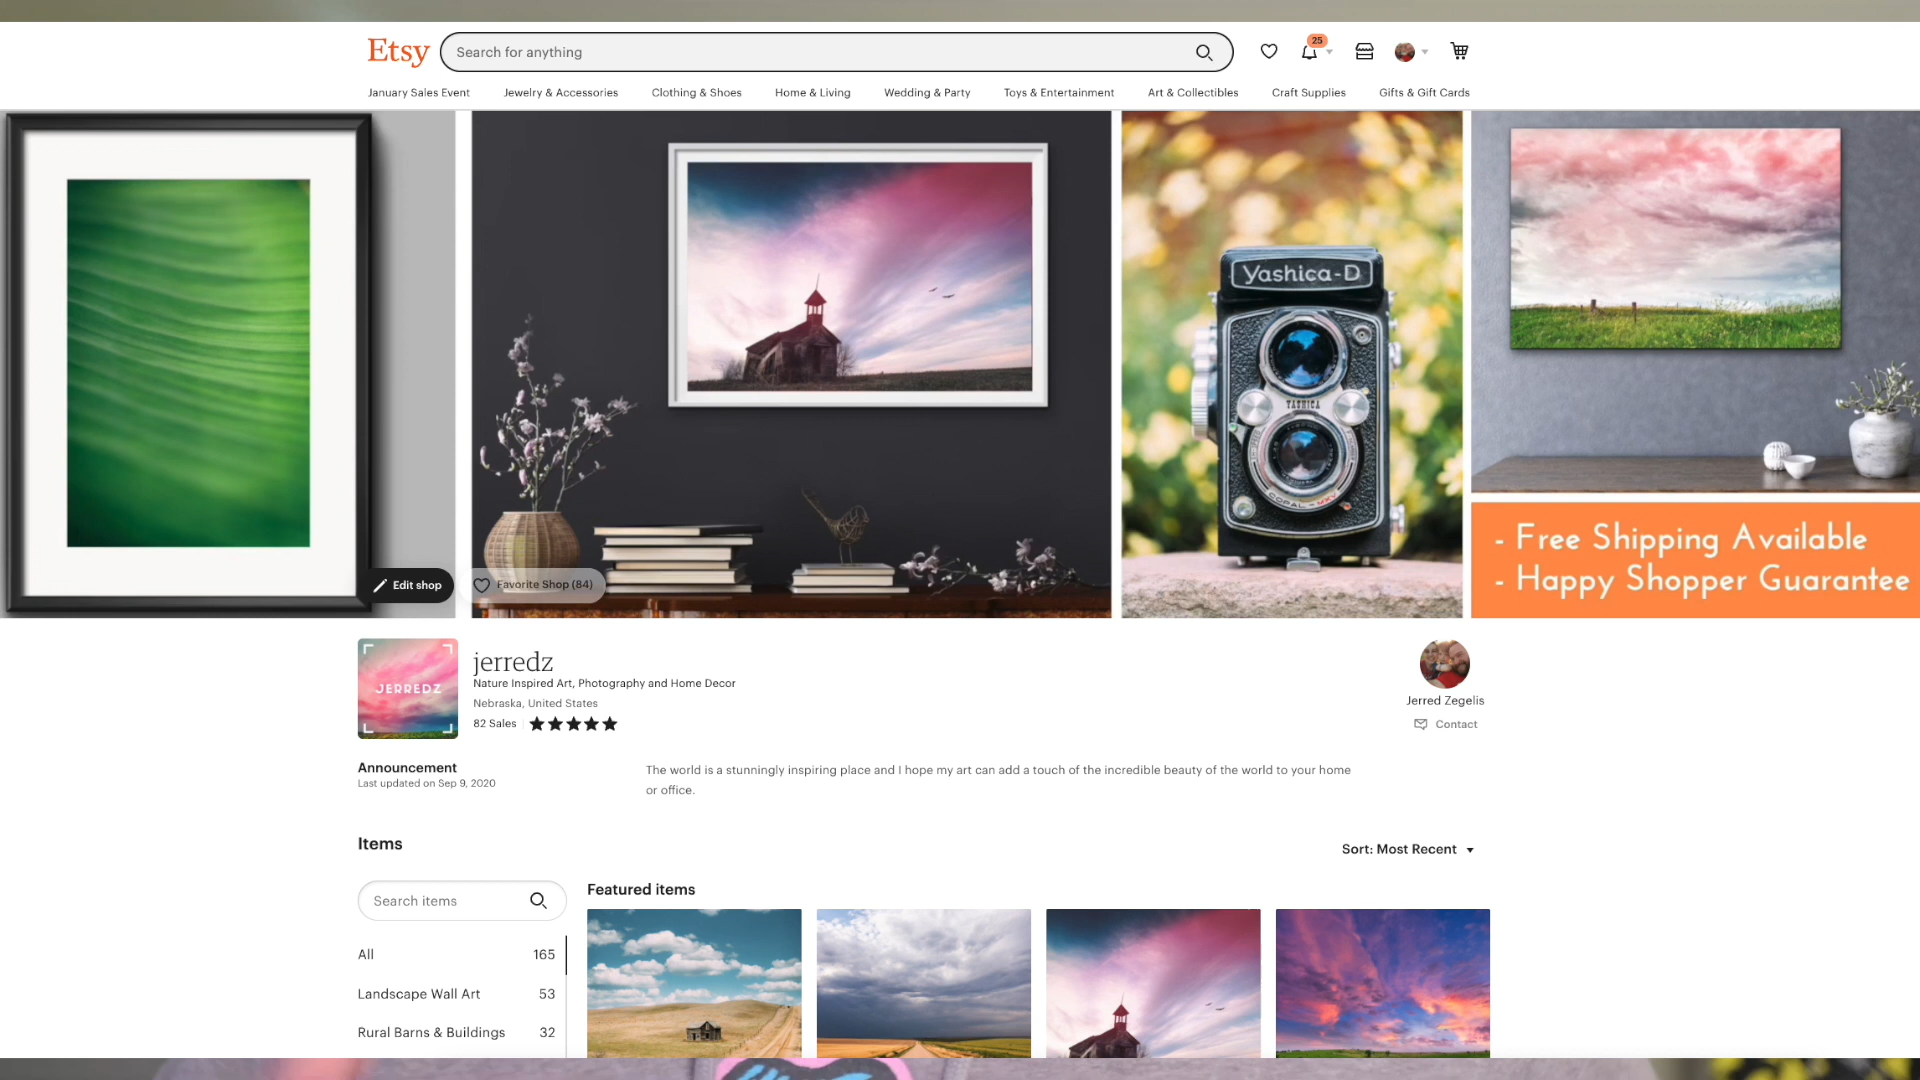 Etsy
Search for anything
25
January Sales Event
Jewelry & Accessories
Clothing & Shoes
Home & Living
Wedding & Party
Toys & Entertainment
Art & Collectibles
Craft Supplies
Gifts & Gift Cards
Yashica-D
YASHICA
COPAL-MXV
- Free Shipping Available
- Happy Shopper Guarantee
Edit shop
Favorite Shop (84)
JERREDZ
jerredz
Nature Inspired Art, Photography and Home Decor
Nebraska, United States
82 Sales
Jerred Zegelis
Contact
Announcement
Last updated on Sep 9, 2020
The world is a stunningly inspiring place and I hope my art can add a touch of the incredible beauty of the world to your home
or office.
Items
Sort: Most Recent
Search items
Featured items
All 165
Landscape Wall Art 53
Rural Barns & Buildings 32